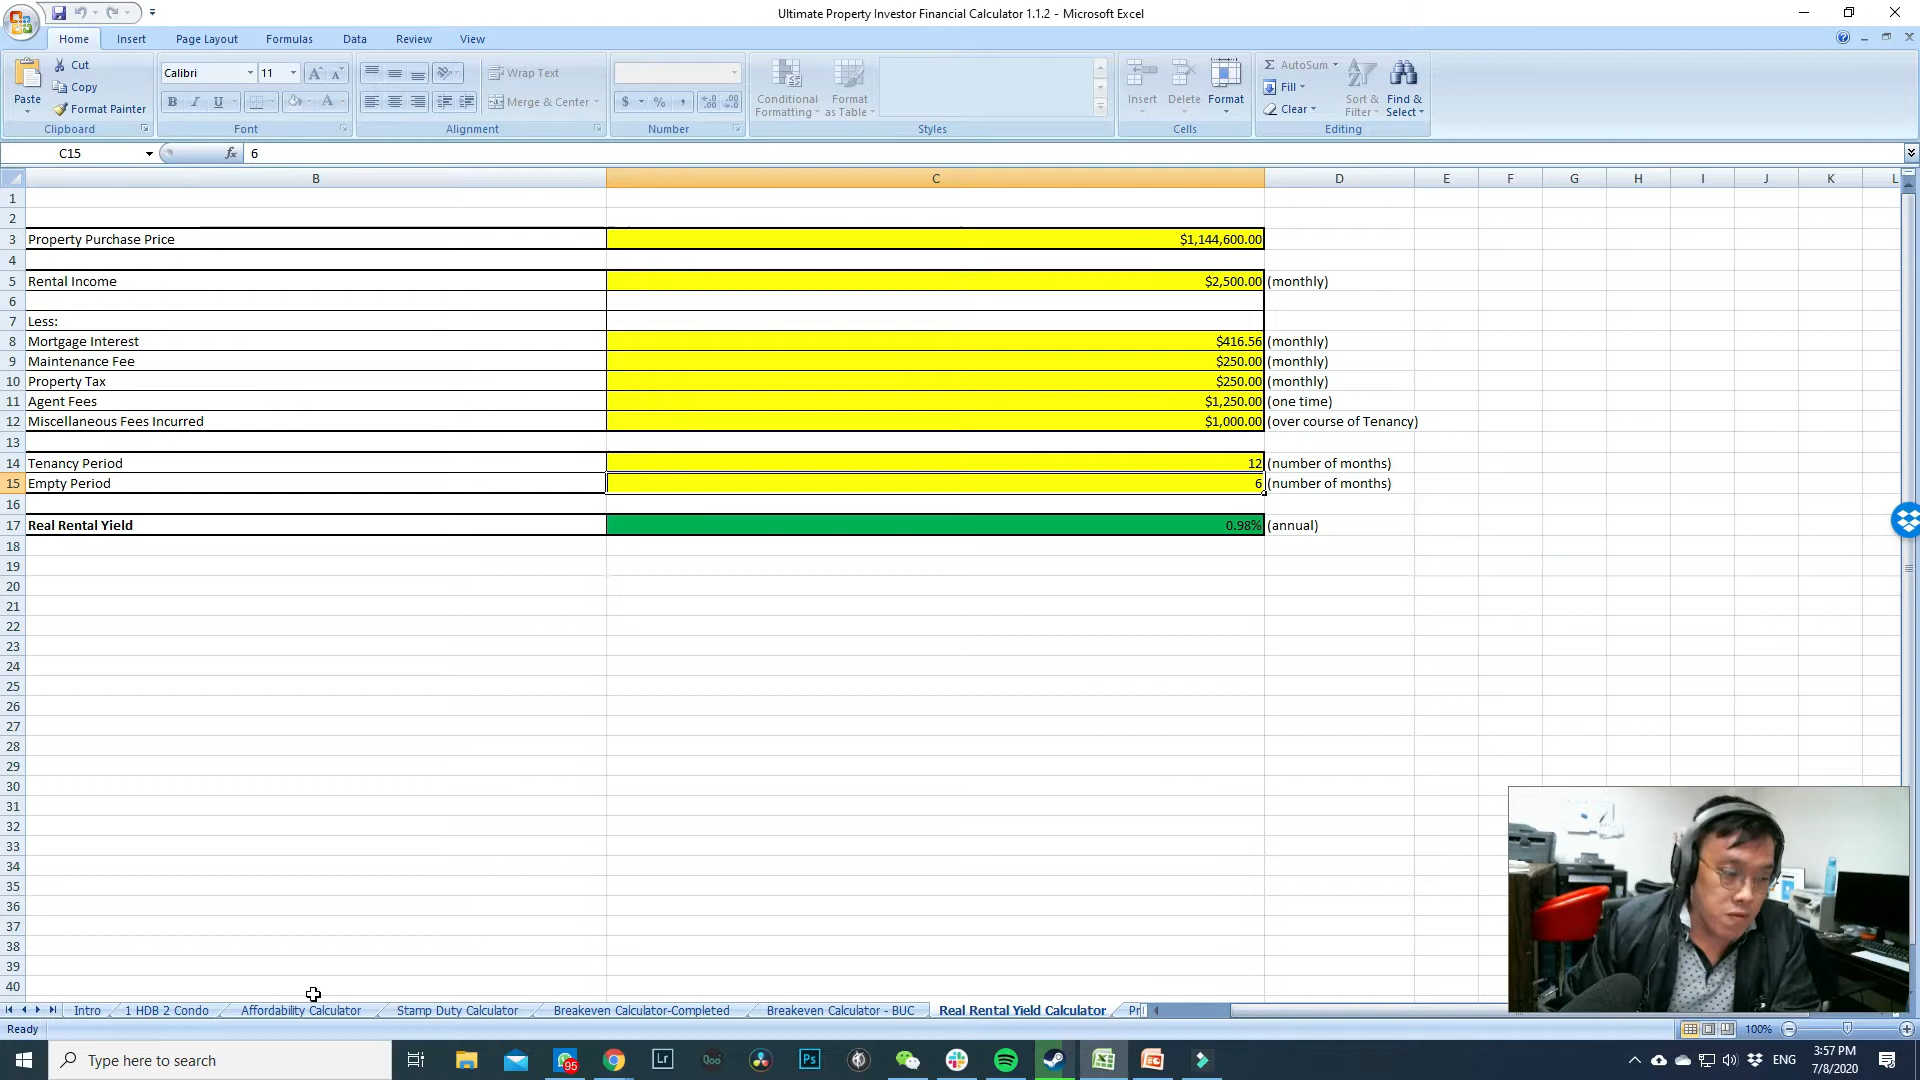 Ultimate Property Investor Financial Calculator 1.1.2 - Microsoft Excel
Home Insert Page Layout Formulas Data Review View
Paste
Cut
Copy
Format Painter
Clipboard
Calibri 11
B I U
Font
Wrap Text
Merge & Center
Alignment
$ % ,
Number
Conditional Formatting
Format as Table
Styles
Insert Delete Format
Cells
AutoSum
Fill
Clear
Sort & Filter
Find & Select
Editing
C15 fx 6
B C D E F G H I J K L
1
2
3 Property Purchase Price $1,144,600.00
4
5 Rental Income $2,500.00 (monthly)
6
7 Less:
8 Mortgage Interest $416.56 (monthly)
9 Maintenance Fee $250.00 (monthly)
10 Property Tax $250.00 (monthly)
11 Agent Fees $1,250.00 (one time)
12 Miscellaneous Fees Incurred $1,000.00 (over course of Tenancy)
13
14 Tenancy Period 12 (number of months)
15 Empty Period 6 (number of months)
16
17 Real Rental Yield 0.98% (annual)
18
19
20
21
22
23
24
25
26
27
28
29
30
31
32
33
34
35
36
37
38
39
40
Intro 1 HDB 2 Condo Affordability Calculator Stamp Duty Calculator Breakeven Calculator-Completed Breakeven Calculator - BUC Real Rental Yield Calculator Pr
Ready 100%
Type here to search 95 Lr Qoo Ps ENG 3:57 PM
7/8/2020